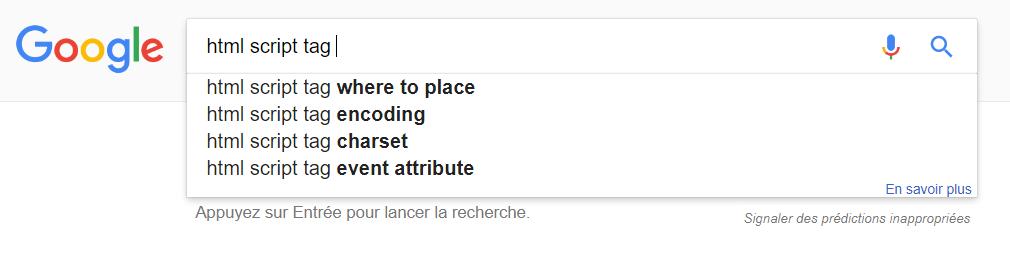 Google
html script tag
html script tag where to place
html script tag encoding
html script tag charset
html script tag event attribute
En savoir plus
Appuyez sur Entrée pour lancer la recherche.
Signaler des prédictions inappropriées